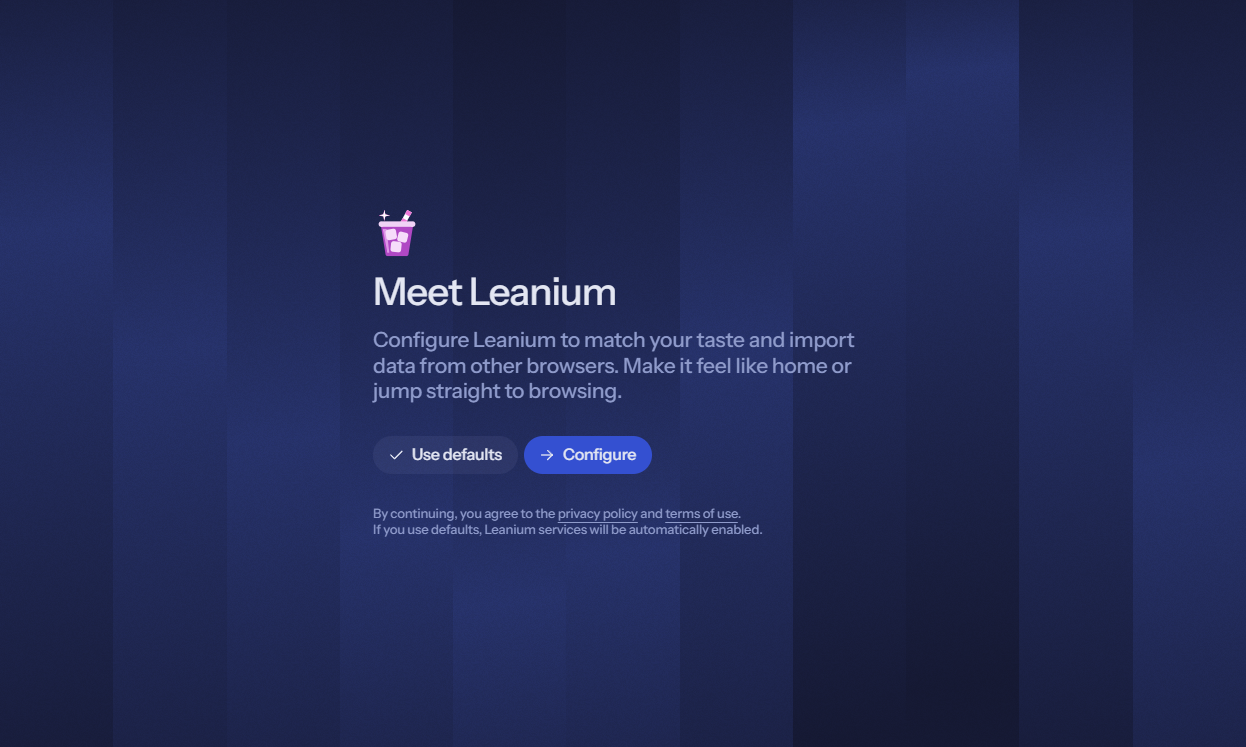 Meet Leanium
Configure Leanium to match your taste and import
data from other browsers. Make it feel like home or
jump straight to browsing.
Use defaults
Configure
By continuing, you agree to the privacy policy and terms of use.
If you use defaults, Leanium services will be automatically enabled.